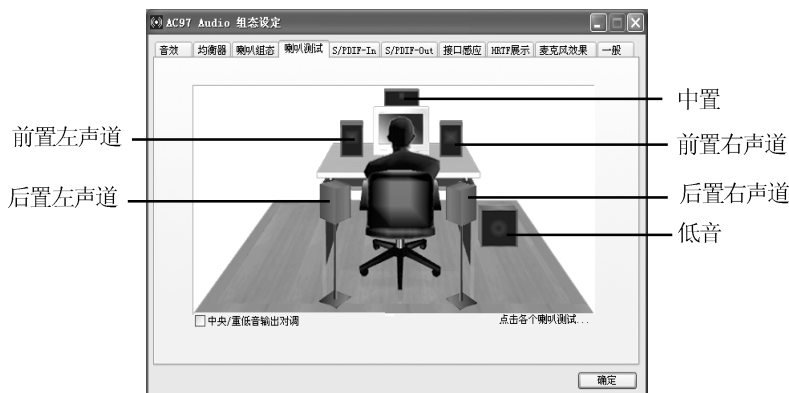 AC97 Audio 组态设定
音效 均衡器 喇叭组态 喇叭测试 S/PDIF-In S/PDIF-Out 接口感应 HRTF展示 麦克风效果 一般
中置
前置左声道
前置右声道
后置左声道
后置右声道
低音
中央/重低音输出对调
点击各个喇叭测试...
确定